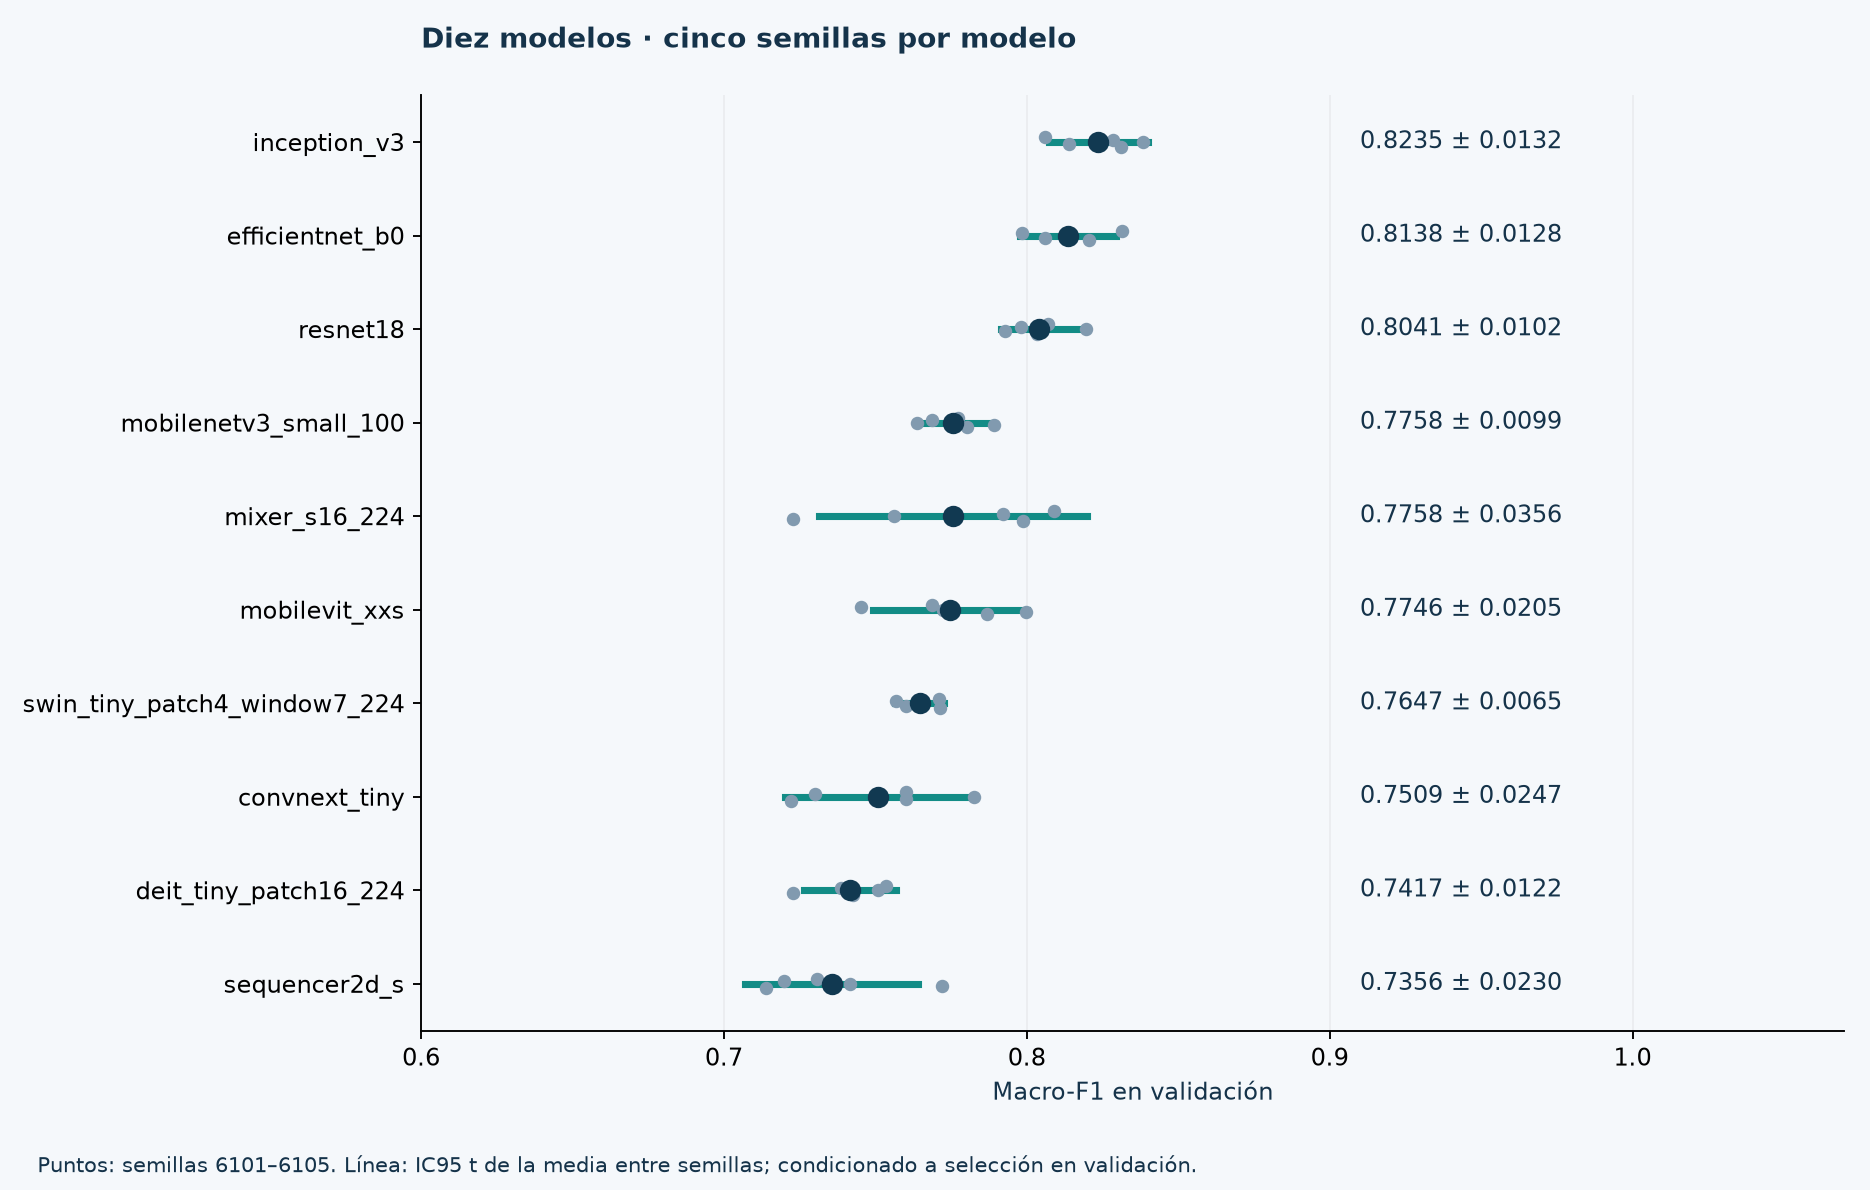 Diez modelos · cinco semillas por modelo
inception_v3 0.8235 ± 0.0132
efficientnet_b0 0.8138 ± 0.0128
resnet18 0.8041 ± 0.0102
mobilenetv3_small_100 0.7758 ± 0.0099
mixer_s16_224 0.7758 ± 0.0356
mobilevit_xxs 0.7746 ± 0.0205
swin_tiny_patch4_window7_224 0.7647 ± 0.0065
convnext_tiny 0.7509 ± 0.0247
deit_tiny_patch16_224 0.7417 ± 0.0122
sequencer2d_s 0.7356 ± 0.0230
0.6 0.7 0.8 0.9 1.0
Macro-F1 en validación
Puntos: semillas 6101–6105. Línea: IC95 t de la media entre semillas; condicionado a selección en validación.